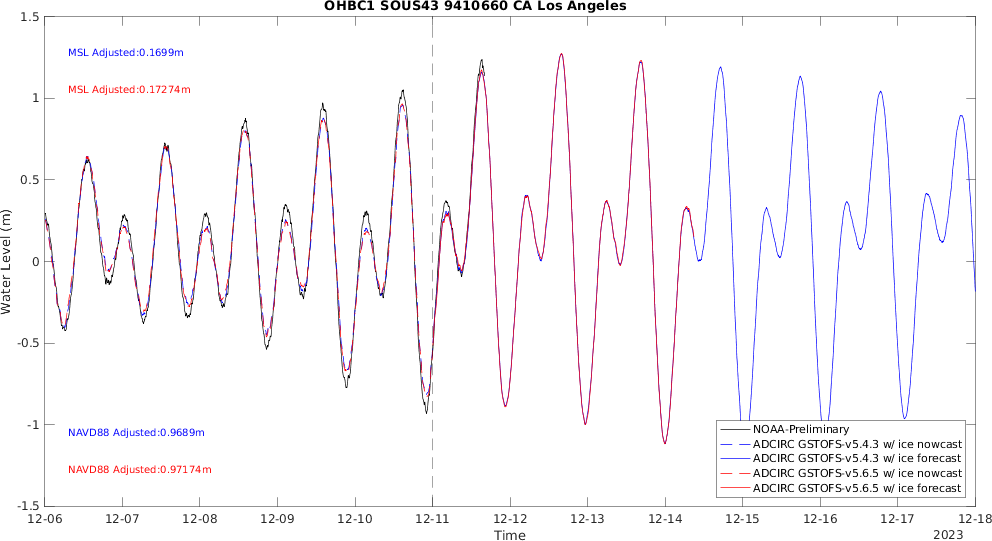 OHBC1 SOUS43 9410660 CA Los Angeles
1.5
1
0.5
0
-0.5
-1
-1.5
Water Level (m)
MSL Adjusted:0.1699m
MSL Adjusted:0.17274m
NAVD88 Adjusted:0.9689m
NAVD88 Adjusted:0.97174m
NOAA-Preliminary
ADCIRC GSTOFS-v5.4.3 w/ ice nowcast
ADCIRC GSTOFS-v5.4.3 w/ ice forecast
ADCIRC GSTOFS-v5.6.5 w/ ice nowcast
ADCIRC GSTOFS-v5.6.5 w/ ice forecast
12-06 12-07 12-08 12-09 12-10 12-11 12-12 12-13 12-14 12-15 12-16 12-17 12-18
Time
2023